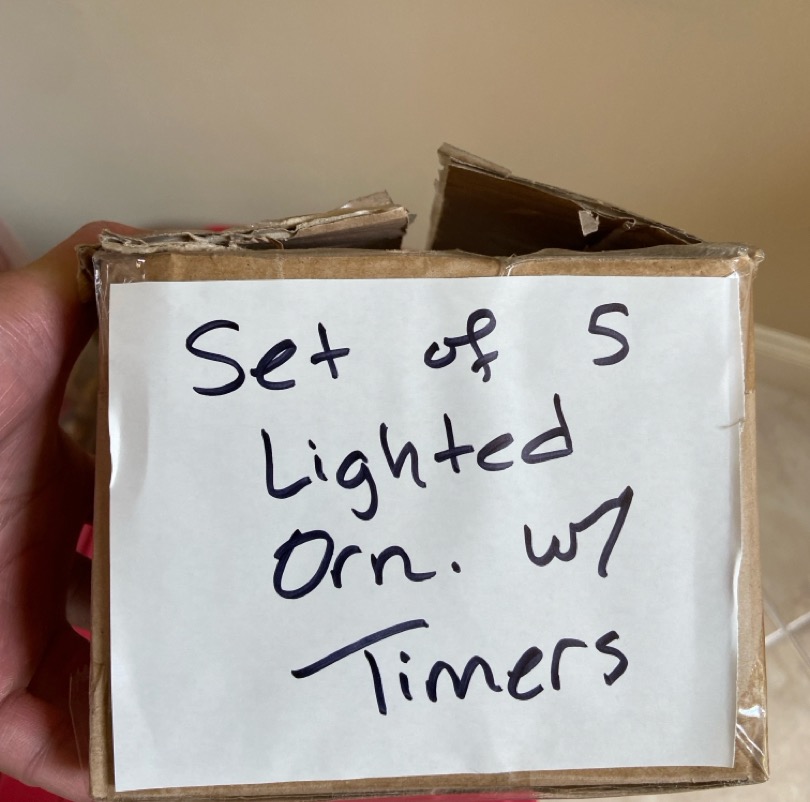 Set of 5
Lighted
Orn. w/
Timers